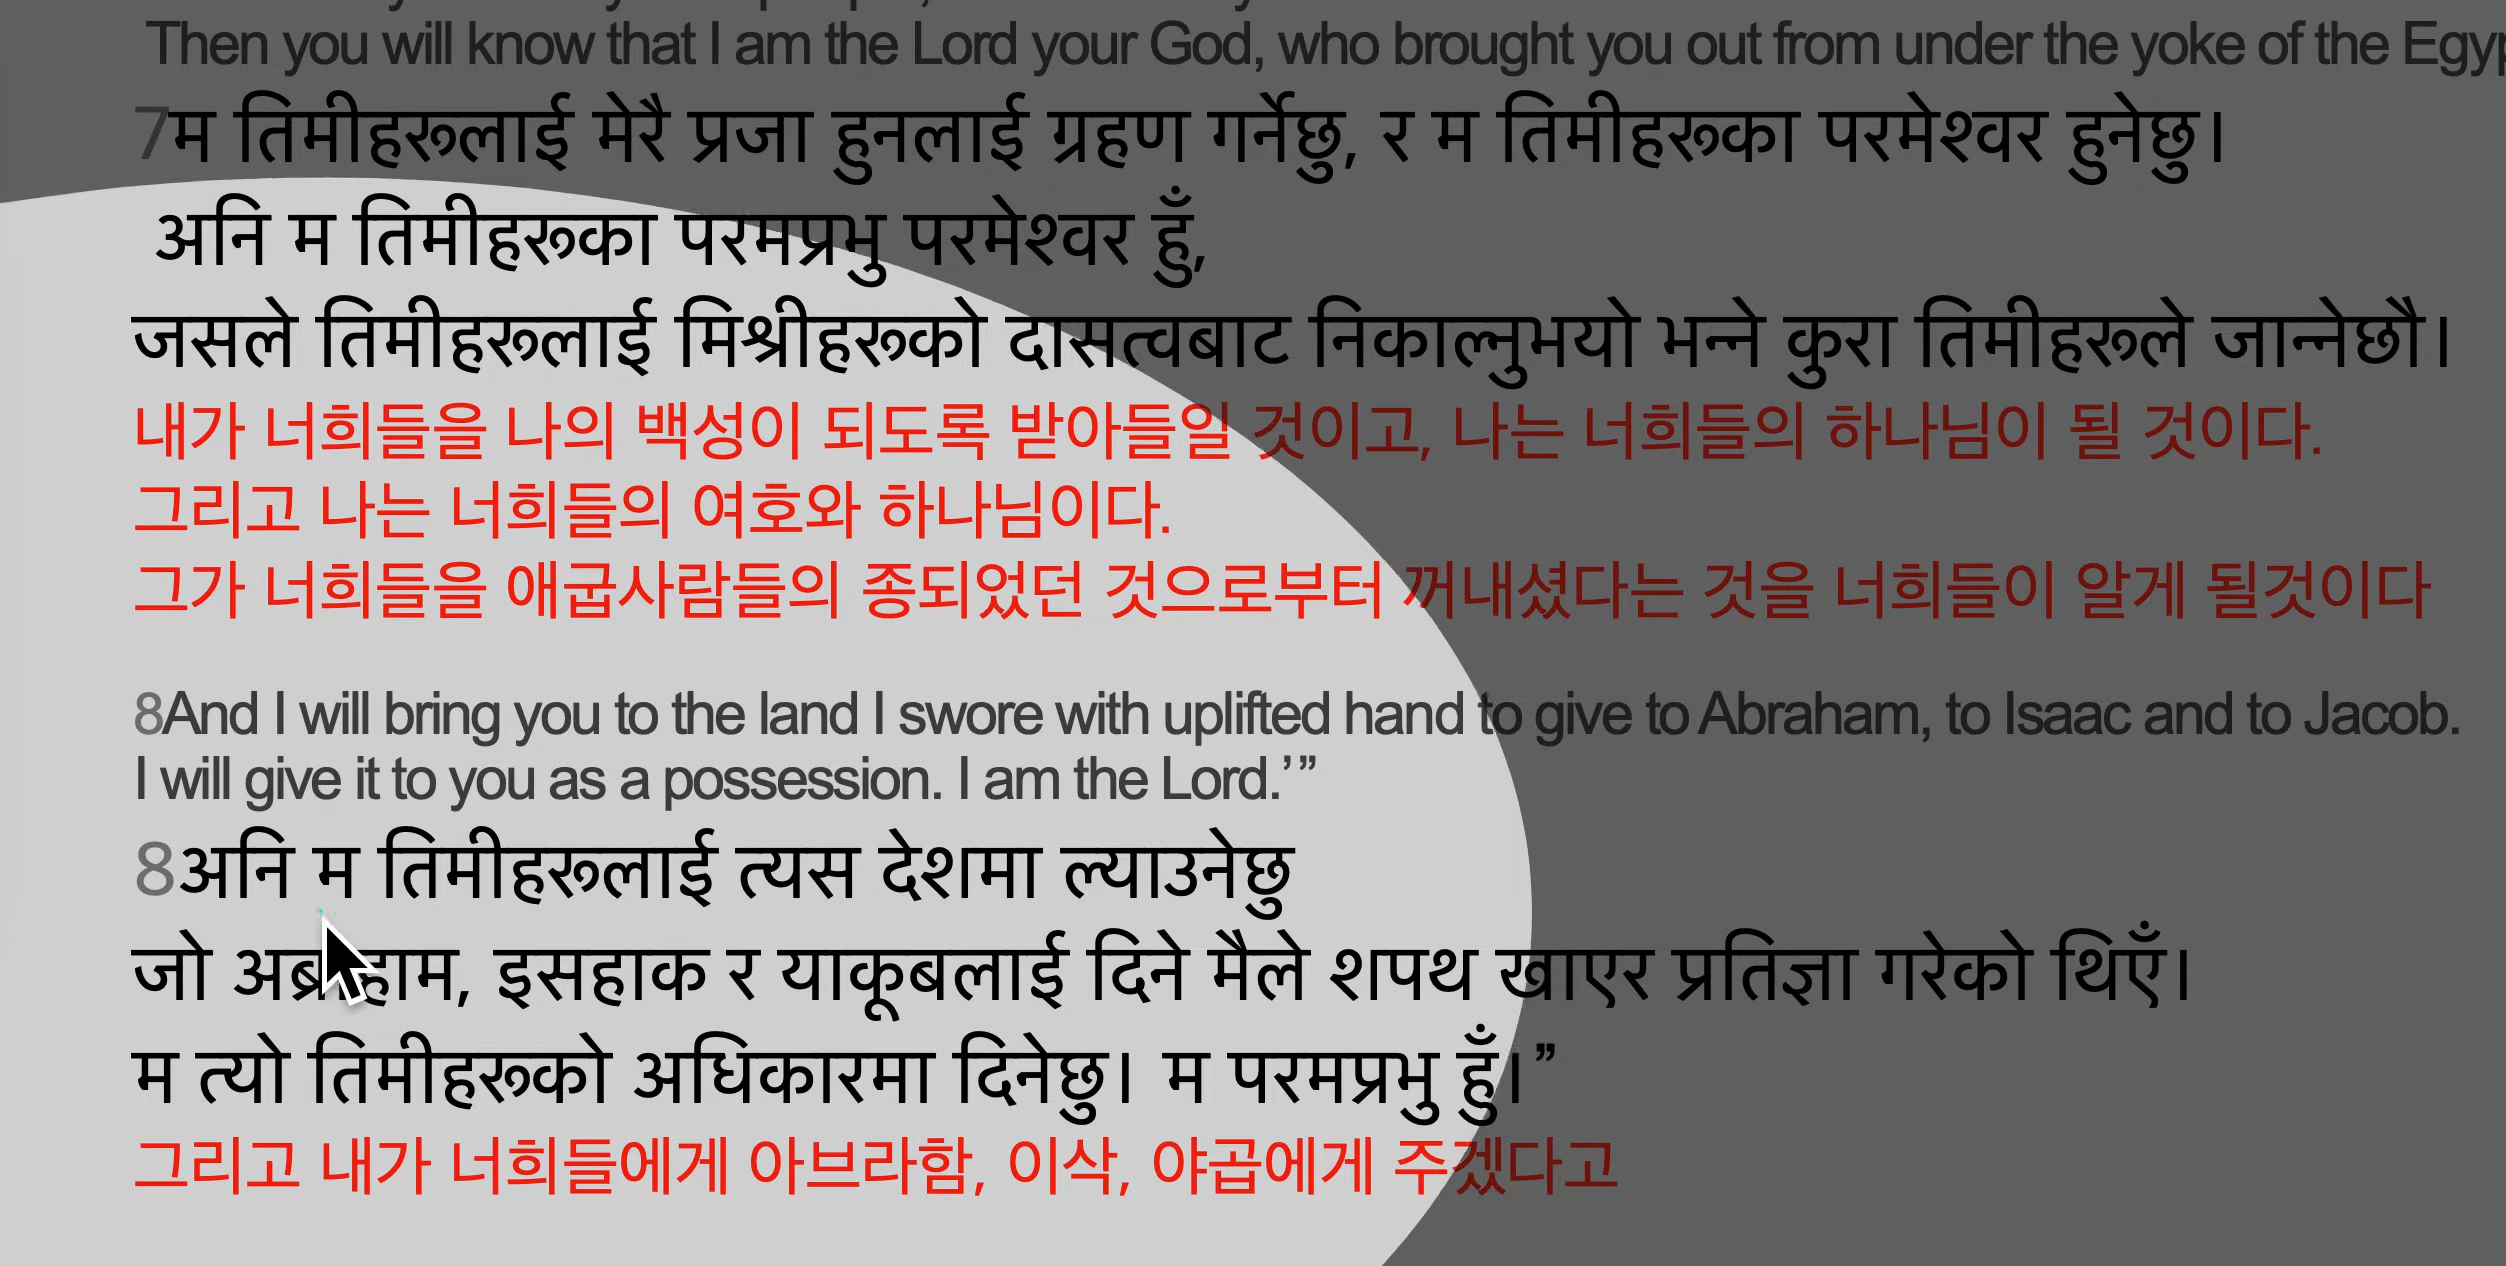 Then you will know that I am the Lord your God, who brought you out from under the yoke of the
7म तिमीहरुलाई मेरै प्रजा हुनलाई ग्रहण गर्नेछु, र म तिमीहरुका परमेश्वर हुनेछु।
अनि म तिमीहरुका परमप्रभु परमेश्वर हुँ,
जसले तिमीहरुलाई मिश्रीहरुको दासत्वबाट निकाल्नुभयो भन्ने कुरा तिमीहरुले जान्नेछौ।
내가 너희들을 나의 백성이 되도록 받아들일 것이고, 나는 너희들의 하나님이 될 것이다.
그리고 나는 너희들의 여호와 하나님이다.
그가 너희들을 애굽사람들의 종되었던 것으로부터 꺼내셨다는 것을 너희들이 알게 될것이다
8And I will bring you to the land I swore with uplifted hand to give to Abraham, to Isaac and to Jacob.
I will give it to you as a possession. I am the Lord.’”
8अनि म तिमीहरुलाई त्यस देशमा ल्याउनेछु
जो अब्राहाम, इसहाक र याकूबलाई दिने मैले शपथ खाएर प्रतिज्ञा गरेको थिएँ।
म त्यो तिमीहरुको अधिकारमा दिनेछु। म परमप्रभु हुँ।”
그리고 내가 너희들에게 아브라함, 이삭, 야곱에게 주겠다고